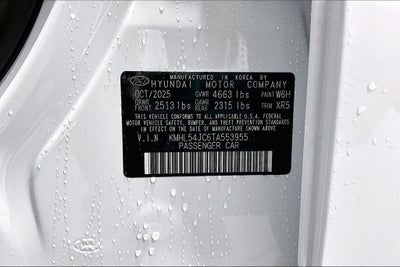 MANUFACTURED IN KOREA BY
HYUNDAI MOTOR COMPANY
OCT/2025 GVWR 4663 lbs PAINT W6H
GAWR FRONT 2513 lbs GAWR REAR 2315 lbs TRIM XR5
THIS VEHICLE CONFORMS TO ALL APPLICABLE
U.S. FEDERAL MOTOR VEHICLE SAFETY, BUMPER,
AND THEFT PREVENTION STANDARDS IN EFFECT
ON THE DATE OF MANUFACTURE SHOWN ABOVE.
V.I.N KMHL54JC6TA553955
PASSENGER CAR